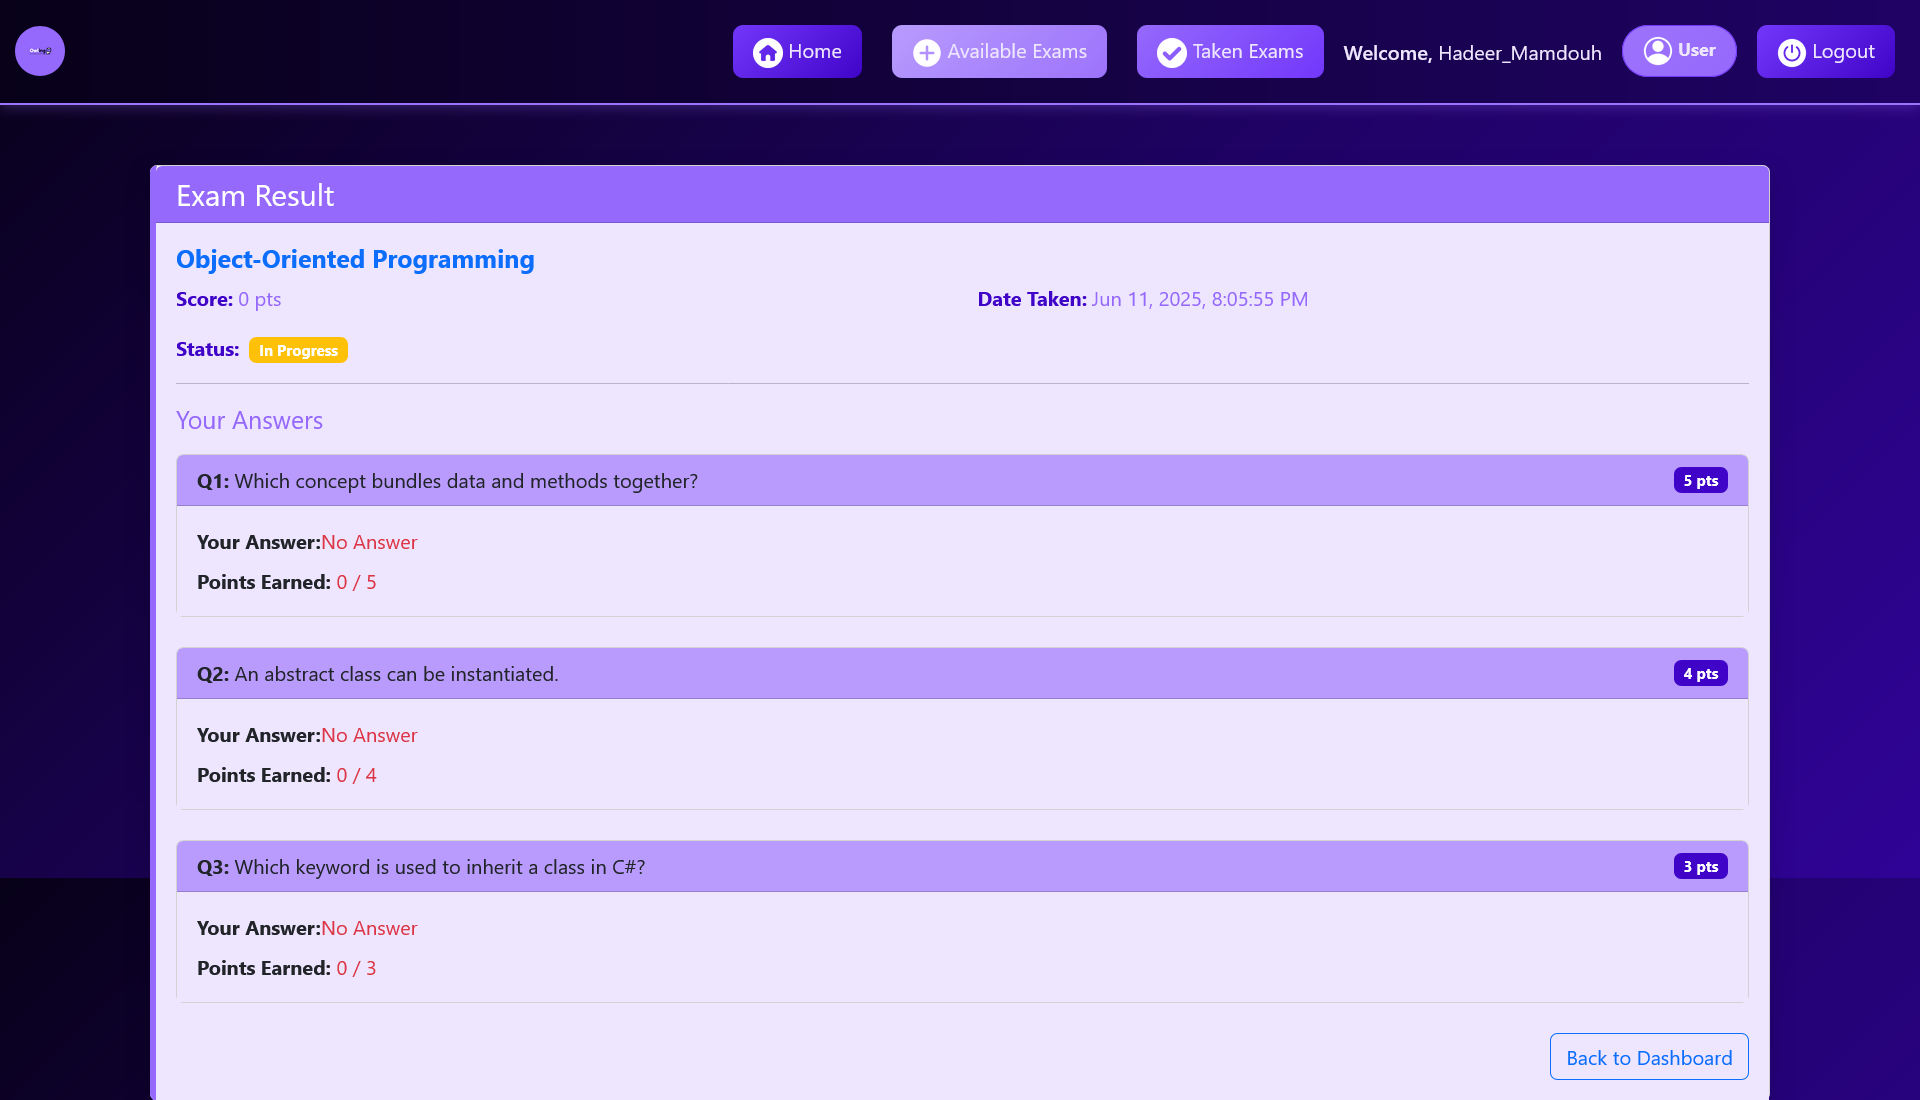 Home
Available Exams
Taken Exams
Welcome, Hadeer_Mamdouh
User
Logout
Exam Result
Object-Oriented Programming
Score: 0 pts
Date Taken: Jun 11, 2025, 8:05:55 PM
Status: In Progress
Your Answers
Q1: Which concept bundles data and methods together?
5 pts
Your Answer:No Answer
Points Earned: 0 / 5
Q2: An abstract class can be instantiated.
4 pts
Your Answer:No Answer
Points Earned: 0 / 4
Q3: Which keyword is used to inherit a class in C#?
3 pts
Your Answer:No Answer
Points Earned: 0 / 3
Back to Dashboard